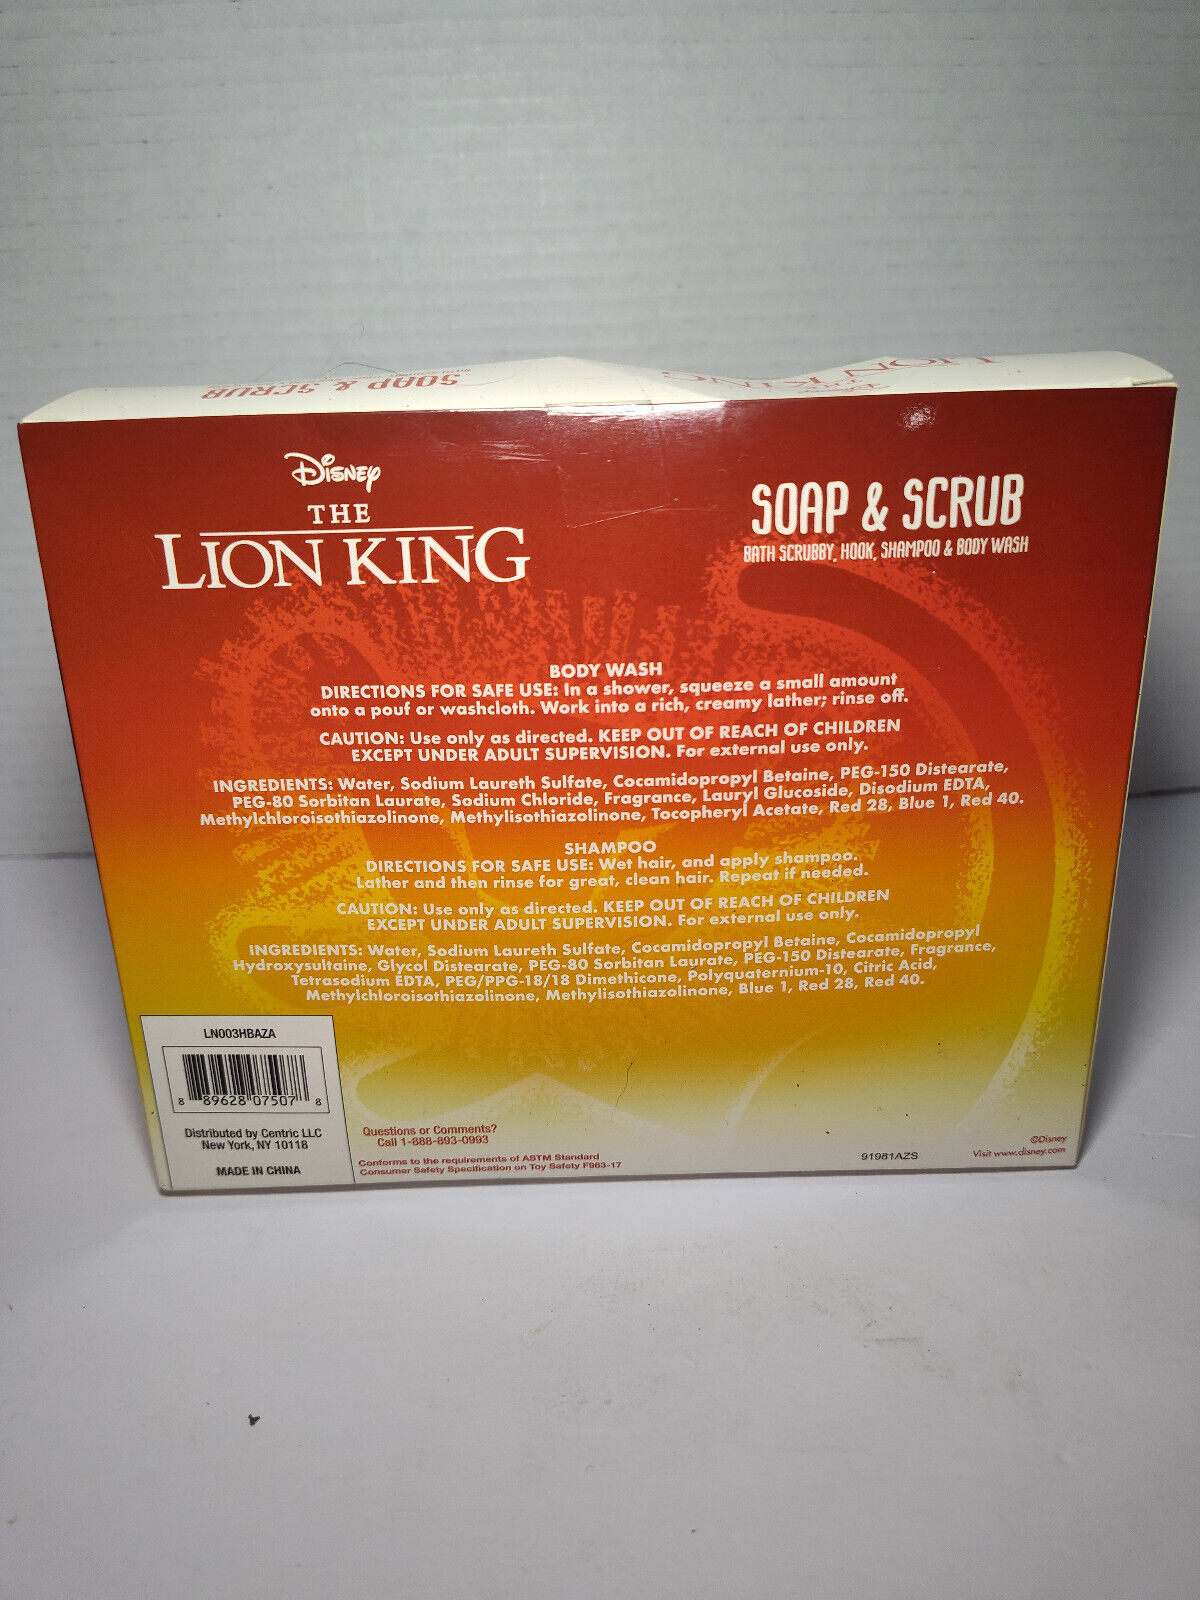 SOAP & SCRUB
LION KING
Disney
THE
LION KING
SOAP & SCRUB
BATH SCRUBBY, HOOK, SHAMPOO & BODY WASH
BODY WASH
DIRECTIONS FOR SAFE USE: In a shower, squeeze a small amount
onto a pouf or washcloth. Work into a rich, creamy lather; rinse off.
CAUTION: Use only as directed. KEEP OUT OF REACH OF CHILDREN
EXCEPT UNDER ADULT SUPERVISION. For external use only.
INGREDIENTS: Water, Sodium Laureth Sulfate, Cocamidopropyl Betaine, PEG-150 Distearate,
PEG-80 Sorbitan Laurate, Sodium Chloride, Fragrance, Lauryl Glucoside, Disodium EDTA,
Methylchloroisothiazolinone, Methylisothiazolinone, Tocopheryl Acetate, Red 28, Blue 1, Red 40.
SHAMPOO
DIRECTIONS FOR SAFE USE: Wet hair, and apply shampoo.
Lather and then rinse for great, clean hair. Repeat if needed.
CAUTION: Use only as directed. KEEP OUT OF REACH OF CHILDREN
EXCEPT UNDER ADULT SUPERVISION. For external use only.
INGREDIENTS: Water, Sodium Laureth Sulfate, Cocamidopropyl Betaine, Cocamidopropyl
Hydroxysultaine, Glycol Distearate, PEG-80 Sorbitan Laurate, PEG-150 Distearate, Fragrance,
Tetrasodium EDTA, PEG/PPG-18/18 Dimethicone, Polyquaternium-10, Citric Acid,
Methylchloroisothiazolinone, Methylisothiazolinone, Blue 1, Red 28, Red 40.
LN003HBAZA
8 89628 07507 8
Distributed by Centric LLC
New York, NY 10118
MADE IN CHINA
Questions or Comments?
Call 1-888-893-0993
Conforms to the requirements of ASTM Standard
Consumer Safety Specification on Toy Safety F963-17
91981AZS
©Disney
Visit www.disney.com